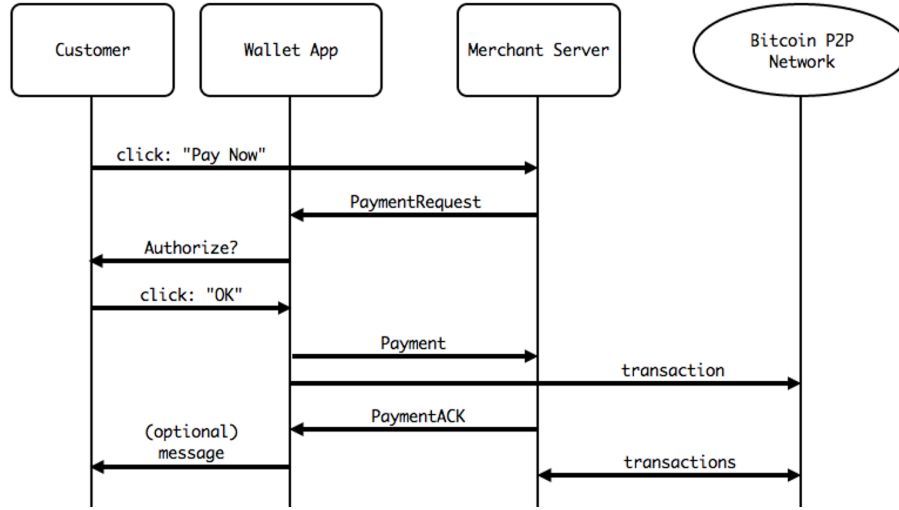 Customer
Wallet App
Merchant Server
Bitcoin P2P
Network
click: "Pay Now"
PaymentRequest
Authorize?
click: "OK"
Payment
transaction
PaymentACK
(optional)
message
transactions